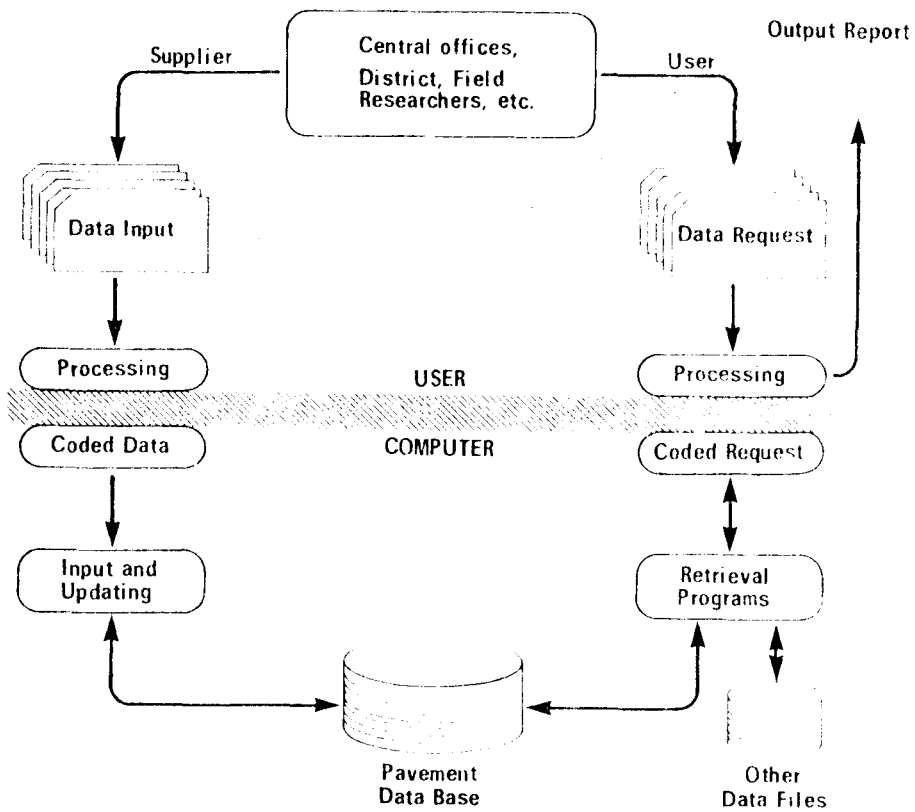 Output Report
Supplier
Central offices,
District, Field
Researchers, etc.
User
Data Input
Data Request
Processing
USER
Processing
Coded Data
COMPUTER
Coded Request
Input and
Updating
Retrieval
Programs
Pavement
Data Base
Other
Data Files